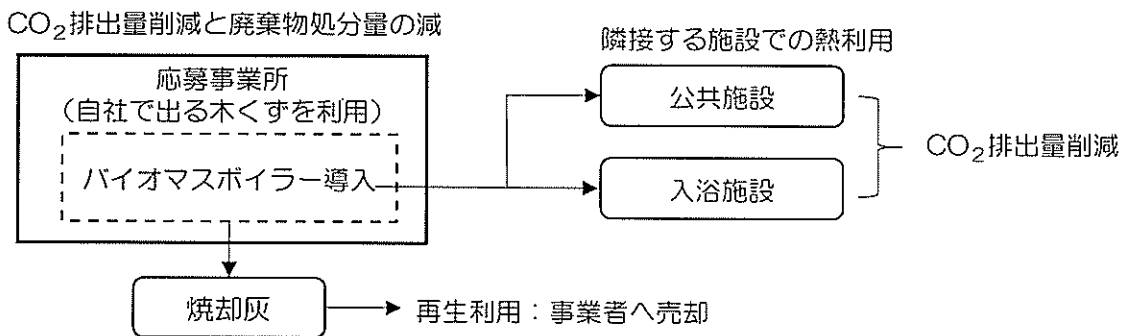 CO₂排出量削減と廃棄物処分量の減
応募事業所
(自社で出る木くずを利用)
バイオマスボイラー導入
焼却灰
再生利用：事業者へ売却
隣接する施設での熱利用
公共施設
入浴施設
CO₂排出量削減